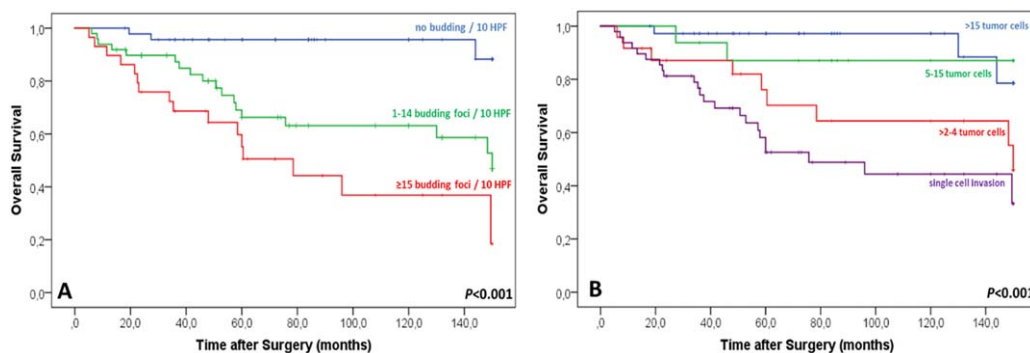 no budding / 10 HPF
1-14 budding foci / 10 HPF
≥15 budding foci / 10 HPF
Overall Survival
1,0
0,8
0,6
0,4
0,2
0,0
A
P<0.001
,0
20,0
40,0
60,0
80,0
100,0
120,0
140,0
Time after Surgery (months)
>15 tumor cells
5-15 tumor cells
>2-4 tumor cells
single cell invasion
Overall Survival
1,0
0,8
0,6
0,4
0,2
0,0
B
P<0.001
,0
20,0
40,0
60,0
80,0
100,0
120,0
140,0
Time after Surgery (months)